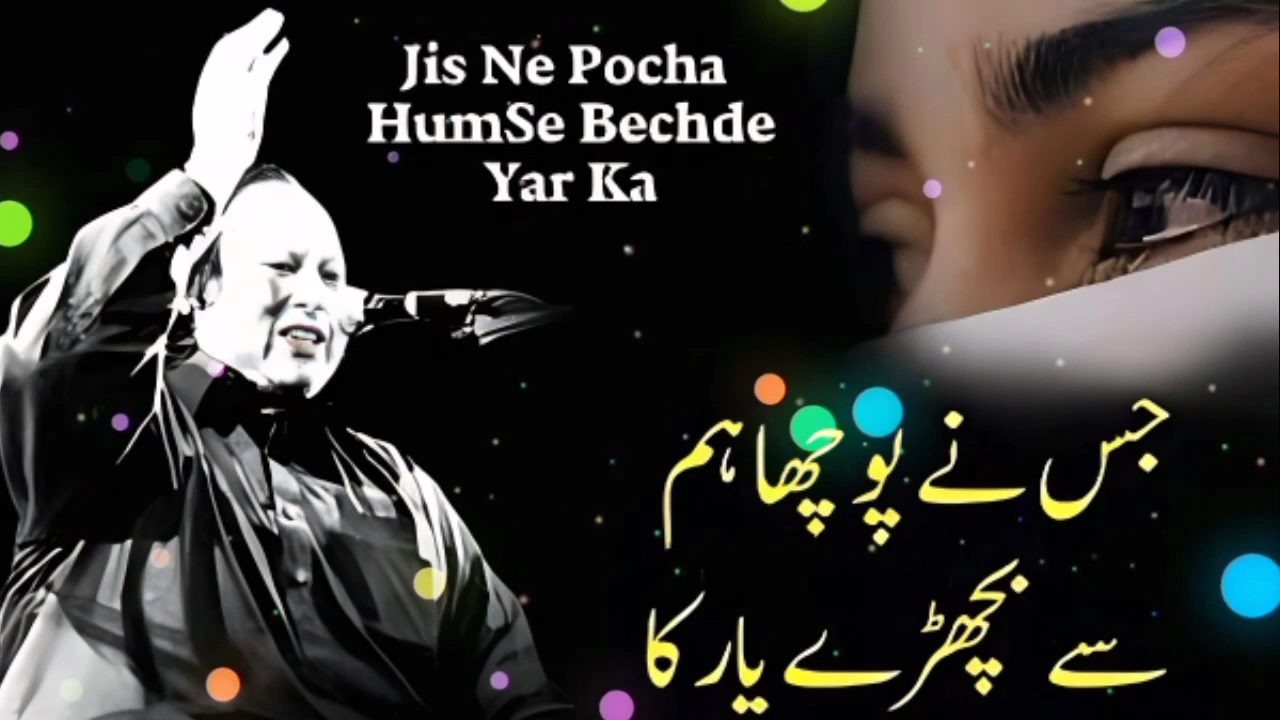 Jis Ne Pocha
HumSe Bechde
Yar Ka
جس نے پوچھا ہم
سے بچھڑے یار کا